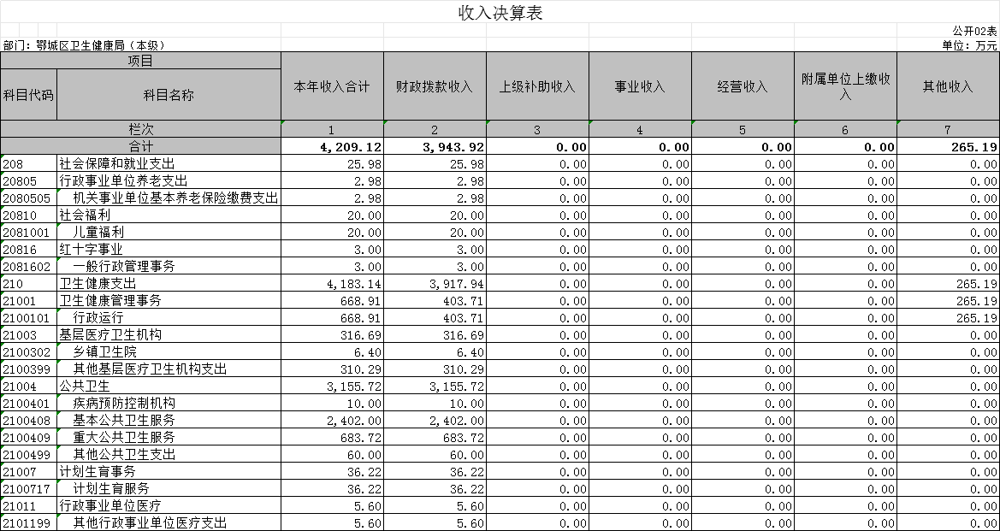 收入决算表
公开02表
部门：鄂城区卫生健康局（本级） 单位：万元
项目 本年收入合计 财政拨款收入 上级补助收入 事业收入 经营收入 附属单位上缴收入 其他收入
科目代码 科目名称
栏次 1 2 3 4 5 6 7
合计 4,209.12 3,943.92 0.00 0.00 0.00 0.00 265.19
208 社会保障和就业支出 25.98 25.98 0.00 0.00 0.00 0.00 0.00
20805 行政事业单位养老支出 2.98 2.98 0.00 0.00 0.00 0.00 0.00
2080505 机关事业单位基本养老保险缴费支出 2.98 2.98 0.00 0.00 0.00 0.00 0.00
20810 社会福利 20.00 20.00 0.00 0.00 0.00 0.00 0.00
2081001 儿童福利 20.00 20.00 0.00 0.00 0.00 0.00 0.00
20816 红十字事业 3.00 3.00 0.00 0.00 0.00 0.00 0.00
2081602 一般行政管理事务 3.00 3.00 0.00 0.00 0.00 0.00 0.00
210 卫生健康支出 4,183.14 3,917.94 0.00 0.00 0.00 0.00 265.19
21001 卫生健康管理事务 668.91 403.71 0.00 0.00 0.00 0.00 265.19
2100101 行政运行 668.91 403.71 0.00 0.00 0.00 0.00 265.19
21003 基层医疗卫生机构 316.69 316.69 0.00 0.00 0.00 0.00 0.00
2100302 乡镇卫生院 6.40 6.40 0.00 0.00 0.00 0.00 0.00
2100399 其他基层医疗卫生机构支出 310.29 310.29 0.00 0.00 0.00 0.00 0.00
21004 公共卫生 3,155.72 3,155.72 0.00 0.00 0.00 0.00 0.00
2100401 疾病预防控制机构 10.00 10.00 0.00 0.00 0.00 0.00 0.00
2100408 基本公共卫生服务 2,402.00 2,402.00 0.00 0.00 0.00 0.00 0.00
2100409 重大公共卫生服务 683.72 683.72 0.00 0.00 0.00 0.00 0.00
2100499 其他公共卫生支出 60.00 60.00 0.00 0.00 0.00 0.00 0.00
21007 计划生育事务 36.22 36.22 0.00 0.00 0.00 0.00 0.00
2100717 计划生育服务 36.22 36.22 0.00 0.00 0.00 0.00 0.00
21011 行政事业单位医疗 5.60 5.60 0.00 0.00 0.00 0.00 0.00
2101199 其他行政事业单位医疗支出 5.60 5.60 0.00 0.00 0.00 0.00 0.00